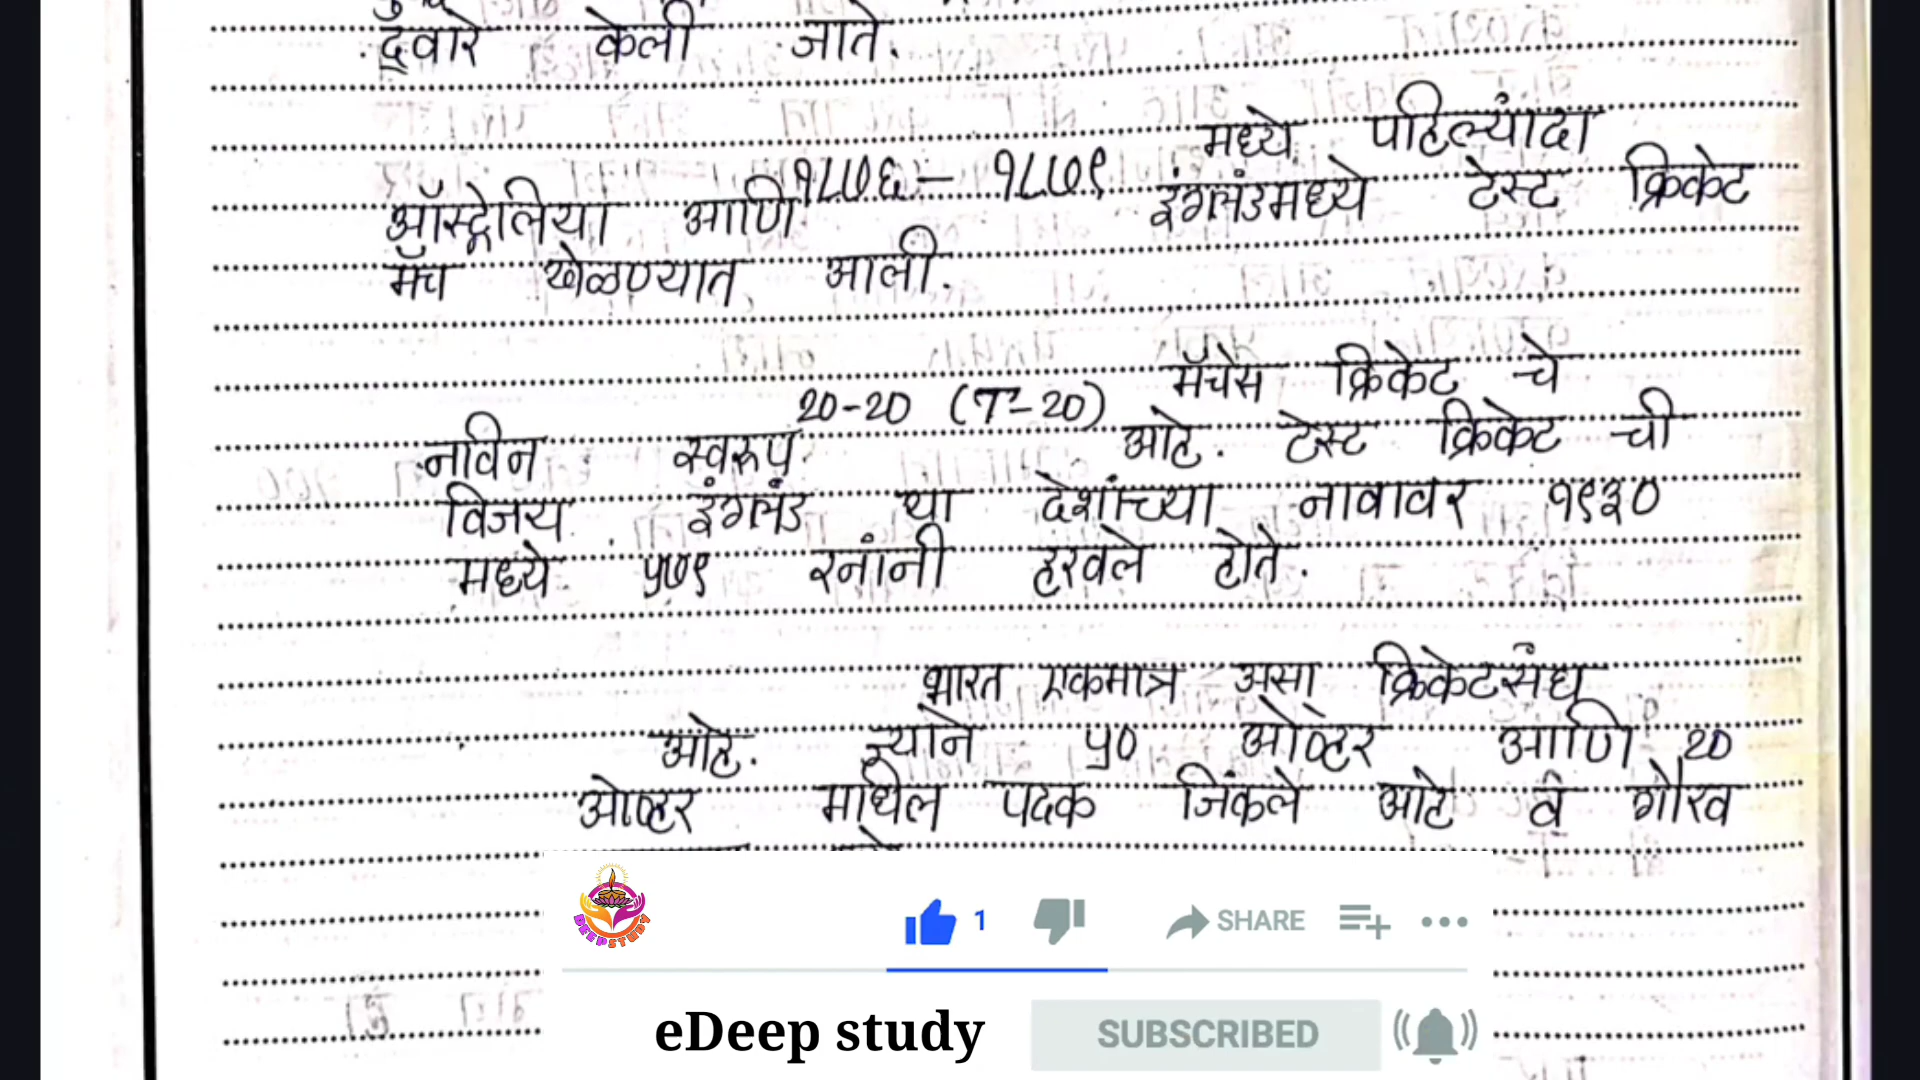 द्वारे केली जाते.
मध्ये पहिल्यांदा
ऑस्ट्रेलिया आणि १८७६ - १८७९ इंग्लंडमध्ये टेस्ट क्रिकेट
मॅच खेळण्यात आली.
मॅचेस क्रिकेट चे
नविन स्वरुप 20-20 (T-20) आहे. टेस्ट क्रिकेट ची
विजय इंग्लंड या देशांच्या नावावर १९३०
मध्ये ५७९ रनांनी हरवले होते.
भारत एकमात्र असा क्रिकेटसंघ
आहे. ज्याने ५० ओव्हर आणि 20
ओव्हर मधिल पदक जिंकले आहे व गौरव
DEEPSTUDY
1 SHARE
eDeep study SUBSCRIBED